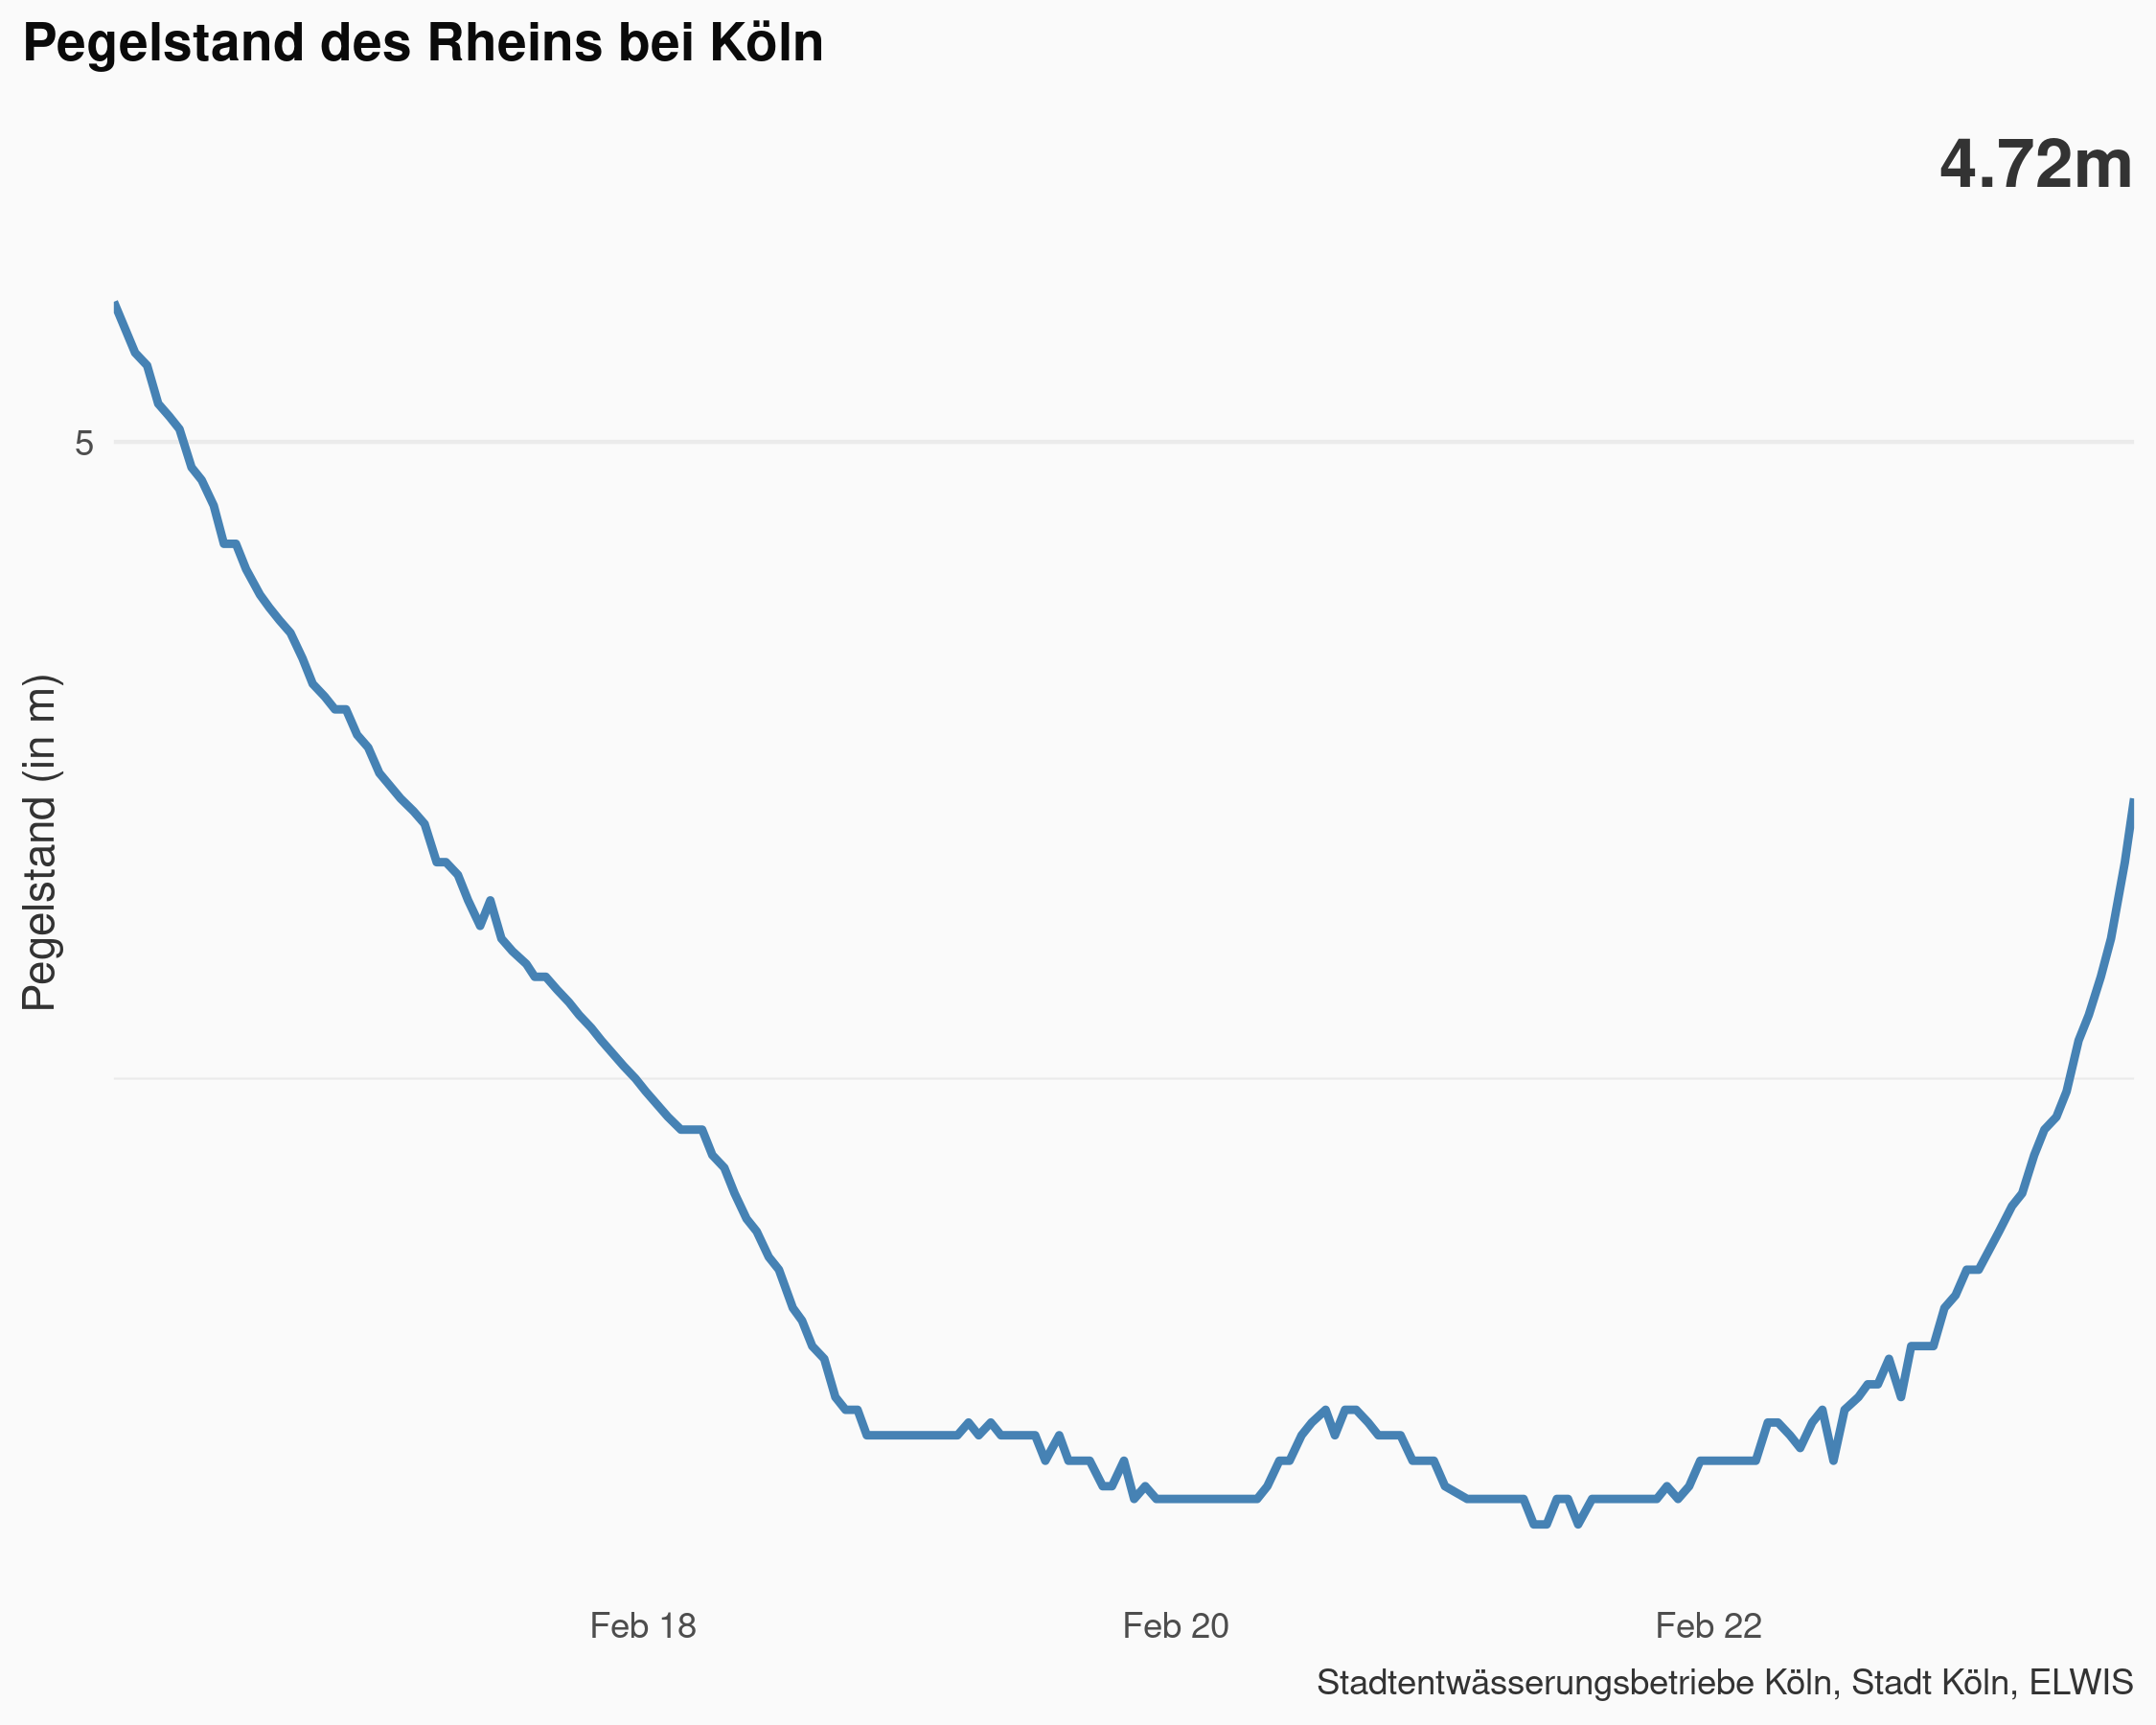 Pegelstand des Rheins bei Köln
4.72m
5
Pegelstand (in m)
Feb 18
Feb 20
Feb 22
Stadtentwässerungsbetriebe Köln, Stadt Köln, ELWIS